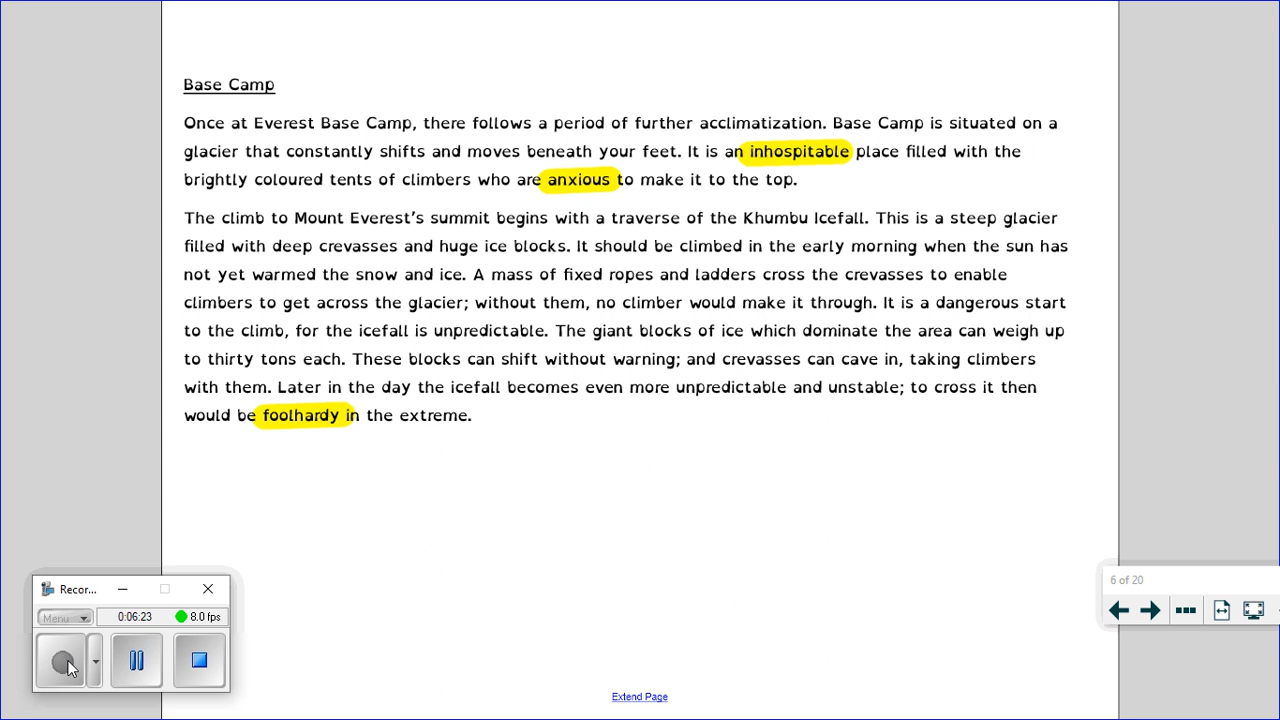 Base Camp
Once at Everest Base Camp, there follows a period of further acclimatization. Base Camp is situated on a
glacier that constantly shifts and moves beneath your feet. It is an inhospitable place filled with the
brightly coloured tents of climbers who are anxious to make it to the top.
The climb to Mount Everest's summit begins with a traverse of the Khumbu Icefall. This is a steep glacier
filled with deep crevasses and huge ice blocks. It should be climbed in the early morning when the sun has
not yet warmed the snow and ice. A mass of fixed ropes and ladders cross the crevasses to enable
climbers to get across the glacier; without them, no climber would make it through. It is a dangerous start
to the climb, for the icefall is unpredictable. The giant blocks of ice which dominate the area can weigh up
to thirty tons each. These blocks can shift without warning; and crevasses can cave in, taking climbers
with them. Later in the day the icefall becomes even more unpredictable and unstable; to cross it then
would be foolhardy in the extreme.
Recor...
Menu
0:06:23
8.0 fps
6 of 20
Extend Page